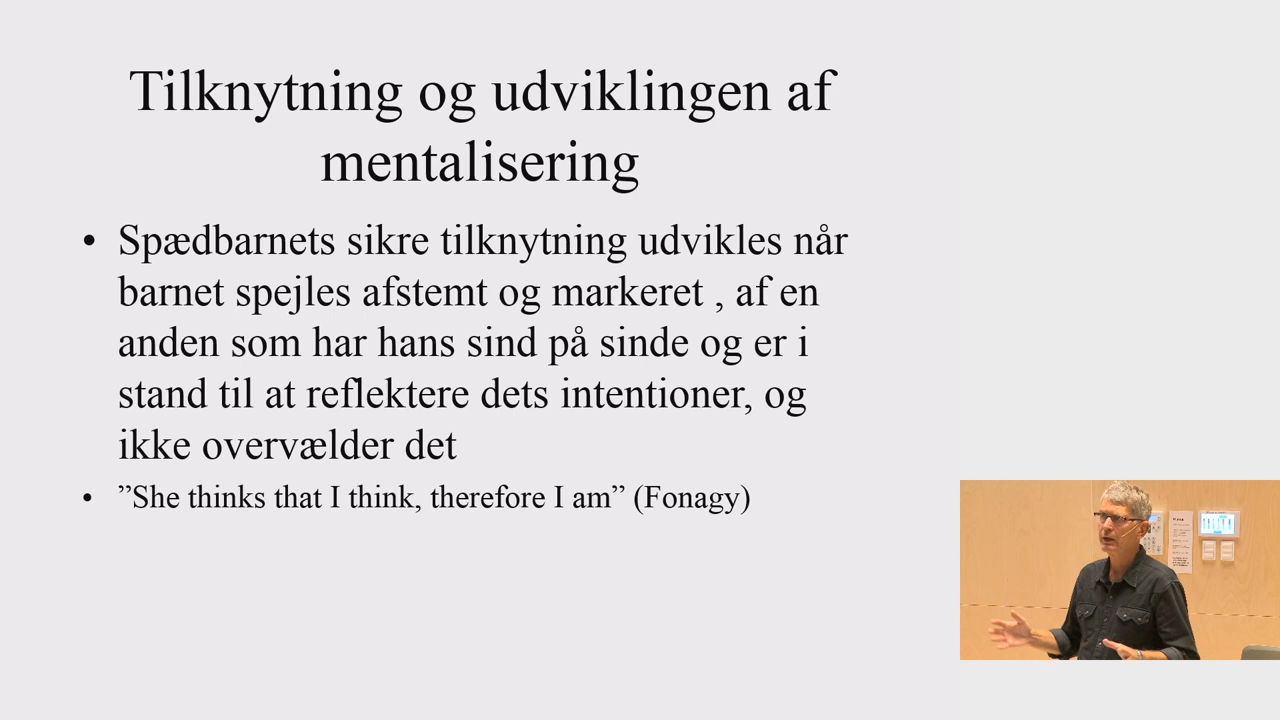 Tilknytning og udviklingen af
mentalisering
• Spædbarnets sikre tilknytning udvikles når
barnet spejles afstemt og markeret , af en
anden som har hans sind på sinde og er i
stand til at reflektere dets intentioner, og
ikke overvælder det
• ”She thinks that I think, therefore I am” (Fonagy)